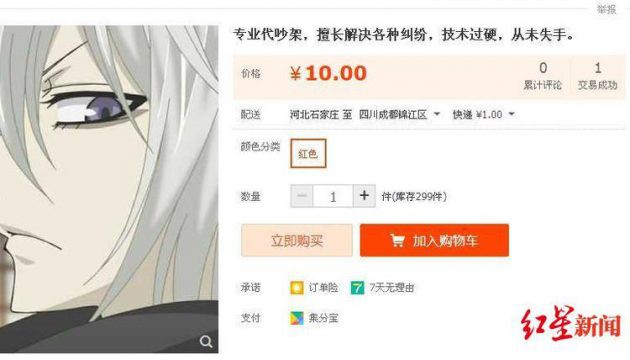 举报
专业代吵架，擅长解决各种纠纷，技术过硬，从未失手。
价格 ¥10.00 0 1
累计评论 交易成功
配送 河北石家庄 至 四川成都锦江区 快递 ¥1.00
颜色分类 红色
数量 − 1 + 件(库存299件)
立即购买 加入购物车
承诺 订单险 7 7天无理由
支付 集分宝
红星新闻